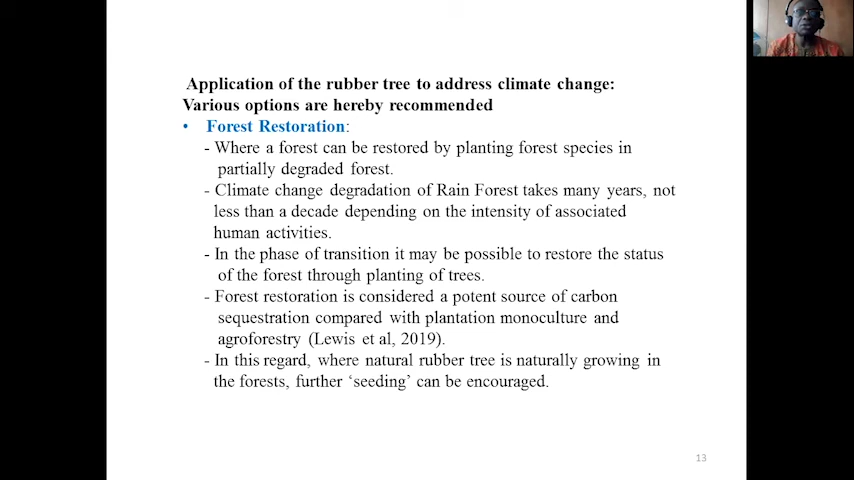 Application of the rubber tree to address climate change:
Various options are hereby recommended
• Forest Restoration:
- Where a forest can be restored by planting forest species in
partially degraded forest.
- Climate change degradation of Rain Forest takes many years, not
less than a decade depending on the intensity of associated
human activities.
- In the phase of transition it may be possible to restore the status
of the forest through planting of trees.
- Forest restoration is considered a potent source of carbon
sequestration compared with plantation monoculture and
agroforestry (Lewis et al, 2019).
- In this regard, where natural rubber tree is naturally growing in
the forests, further ‘seeding’ can be encouraged.
13